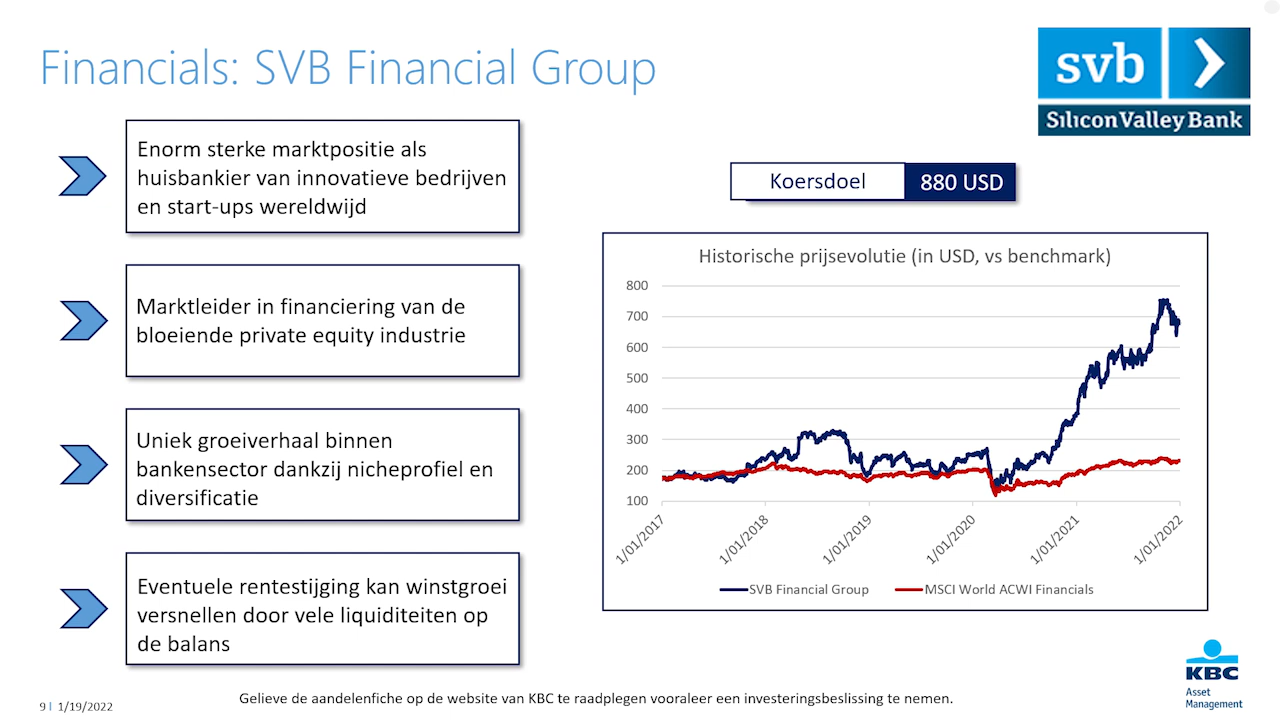 Financials: SVB Financial Group
svb
Silicon Valley Bank
Enorm sterke marktpositie als
huisbankier van innovatieve bedrijven
en start-ups wereldwijd
Marktleider in financiering van de
bloeiende private equity industrie
Uniek groeiverhaal binnen
bankensector dankzij nicheprofiel en
diversificatie
Eventuele rentestijging kan winstgroei
versnellen door vele liquiditeiten op
de balans
Koersdoel 880 USD
Historische prijsevolutie (in USD, vs benchmark)
800
700
600
500
400
300
200
100
1/01/2017 1/01/2018 1/01/2019 1/01/2020 1/01/2021 1/01/2022
SVB Financial Group MSCI World ACWI Financials
KBC
Asset
Management
Gelieve de aandelenfiche op de website van KBC te raadplegen vooraleer een investeringsbeslissing te nemen.
9 | 1/19/2022